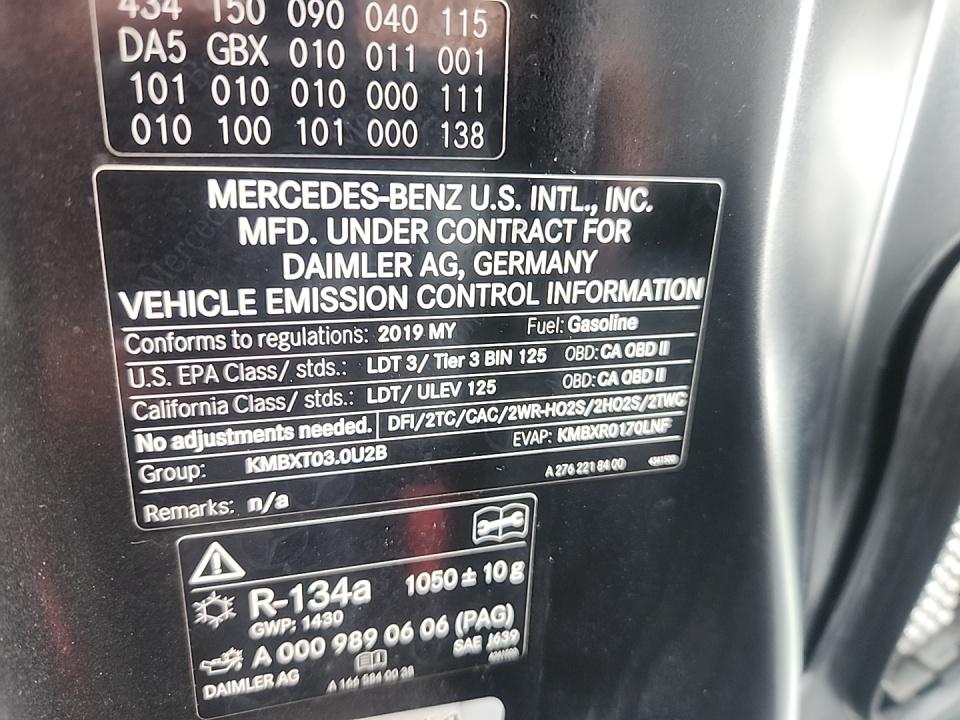 434 150 090 040 115
DA5 GBX 010 011 001
101 010 010 000 111
010 100 101 000 138
MERCEDES-BENZ U.S. INTL., INC.
MFD. UNDER CONTRACT FOR
DAIMLER AG, GERMANY
VEHICLE EMISSION CONTROL INFORMATION
Conforms to regulations: 2019 MY Fuel: Gasoline
U.S. EPA Class/ stds.: LDT 3/ Tier 3 BIN 125 OBD: CA OBD II
California Class/ stds.: LDT/ ULEV 125 OBD: CA OBD II
No adjustments needed. DFI/2TC/CAC/2WR-HO2S/2HO2S/2TWC
Group: KMBXT03.0U2B EVAP: KMBXR0170LNF
A 276 221 84 00
Remarks: n/a
R-134a 1050 ± 10 g
GWP: 1430
A 000 989 06 06 (PAG)
SAE J639
DAIMLER AG A 166 984 00 38